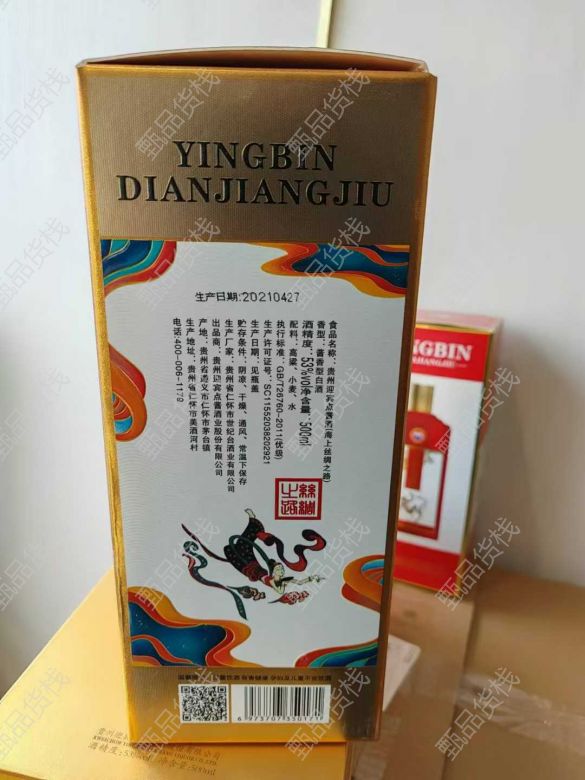 YINGBIN
DIANJIANGJIU
生产日期:20210427
食品名称:贵州迎宾点酱酒(海上丝绸之路)
香型:酱香型白酒
酒精度:53%vol 净含量:500ml
配料:高粱、小麦、水
执行标准:GB/T26760-2011(优级)
生产许可证号:SC11552038202921
生产日期:见瓶盖
贮存条件:阴凉、干燥、通风、常温下保存
生产厂家:贵州省仁怀市世纪台酒业有限公司
出品商:贵州迎宾点酱酒业股份有限公司
产地:贵州省遵义市仁怀市茅台镇
生产地址:贵州省仁怀市美酒河村
电话:400-006-1179
丝绸
之路
6973707350171
NGBIN
甄品货栈